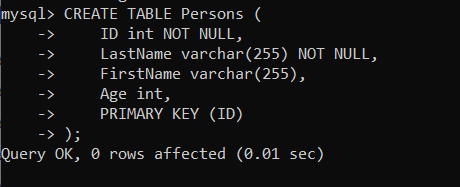 mysql> CREATE TABLE Persons (
    ->     ID int NOT NULL,
    ->     LastName varchar(255) NOT NULL,
    ->     FirstName varchar(255),
    ->     Age int,
    ->     PRIMARY KEY (ID)
    -> );
Query OK, 0 rows affected (0.01 sec)